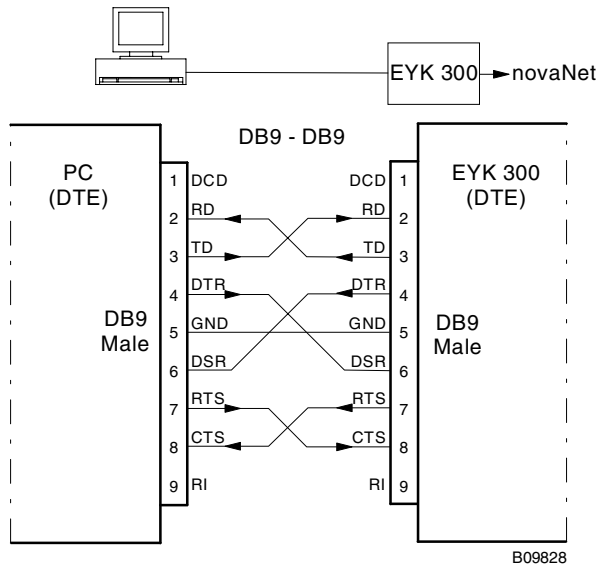 EYK 300 novaNet
DB9 - DB9
PC
(DTE)
EYK 300
(DTE)
1 DCD DCD 1
2 RD RD 2
3 TD TD 3
4 DTR DTR 4
5 GND GND 5
DB9
Male
DB9
Male
6 DSR DSR 6
7 RTS RTS 7
8 CTS CTS 8
9 RI RI 9
B09828